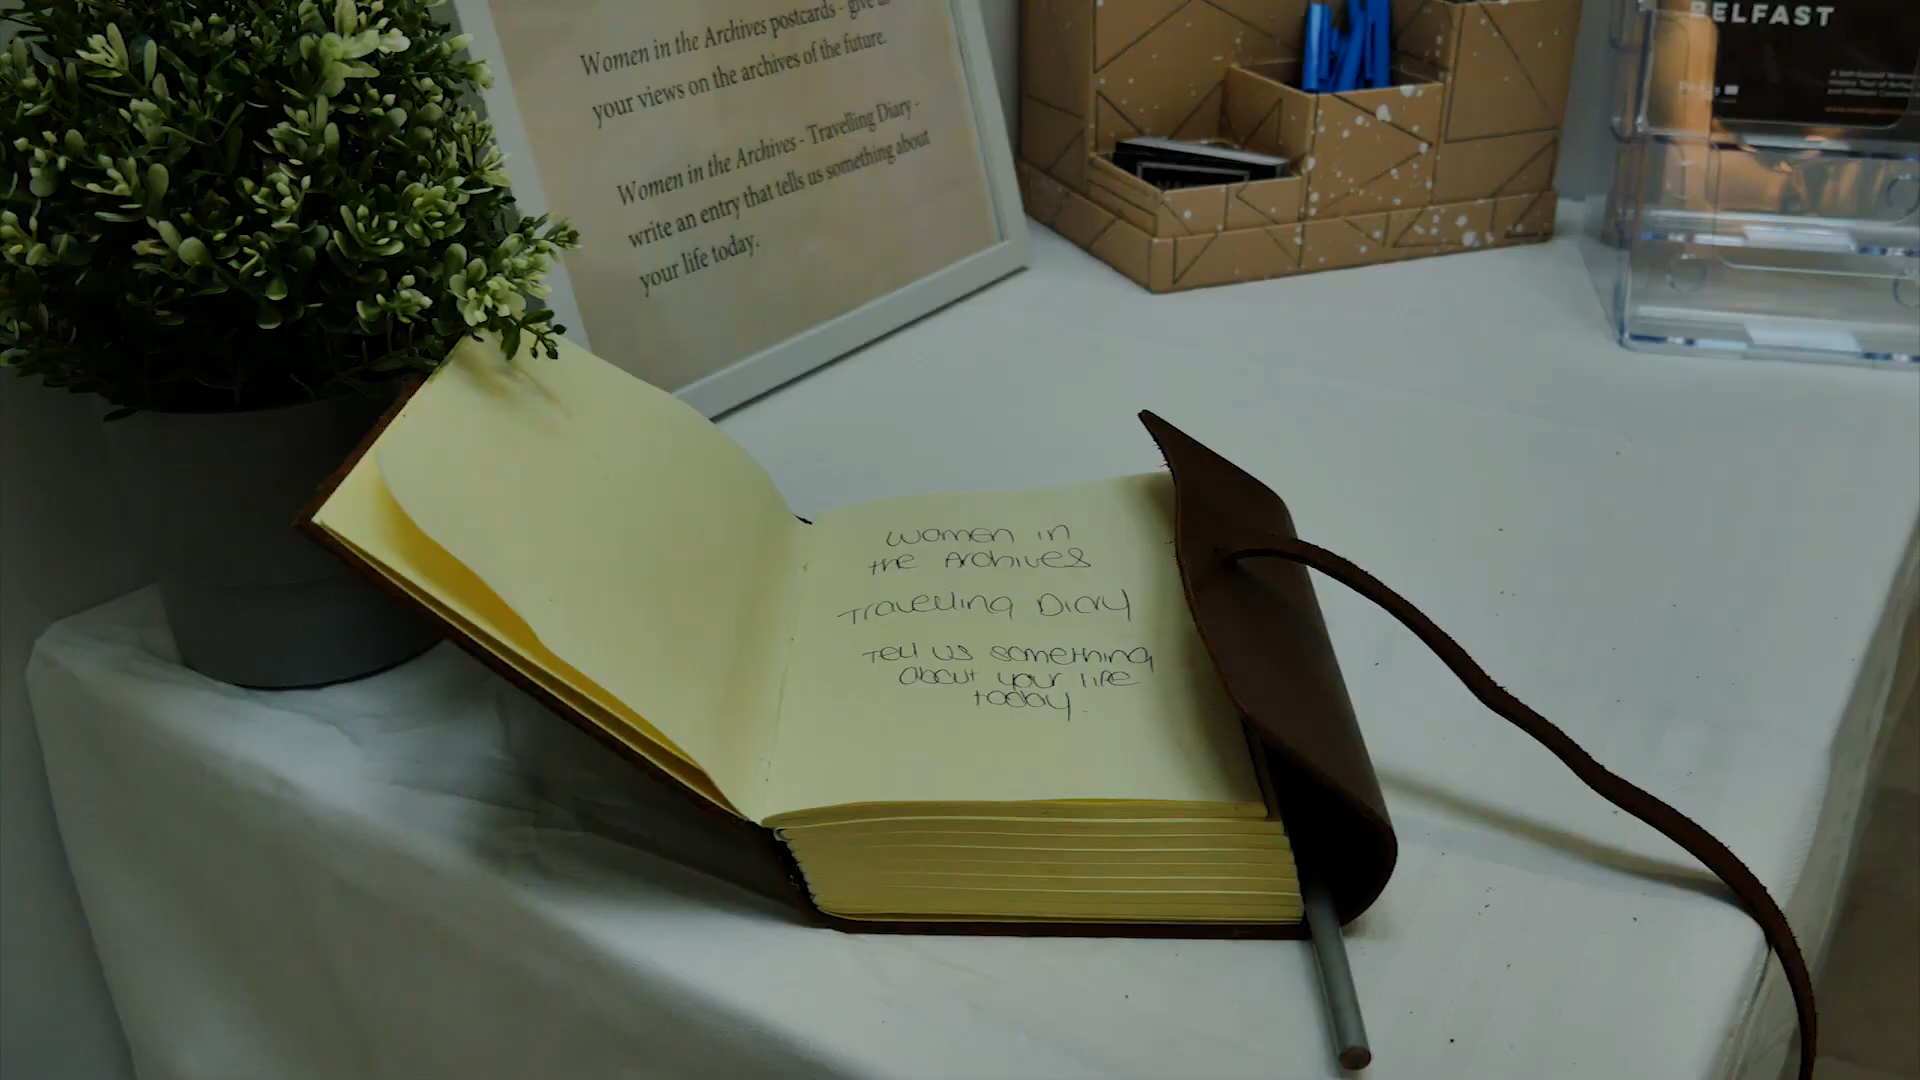 Women in the Archives postcards - give us
your views on the archives of the future.
Women in the Archives - Travelling Diary -
write an entry that tells us something about
your life today.
BELFAST
Women in
the Archives
Travelling Diary
Tell us something
about your life
today.